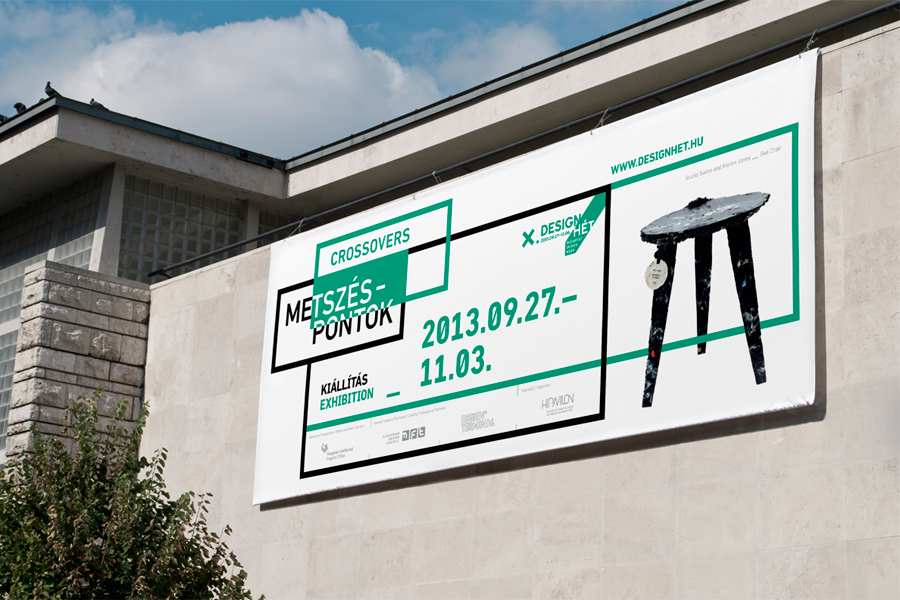 WWW.DESIGNHET.HU
Studio Swine and Kieren Jones __ Sea Chair
CROSSOVERS
X. DESIGN
HÉT
METSZÉS-
PONTOK
2013.09.27.–
11.03.
KIÁLLÍTÁS
EXHIBITION _